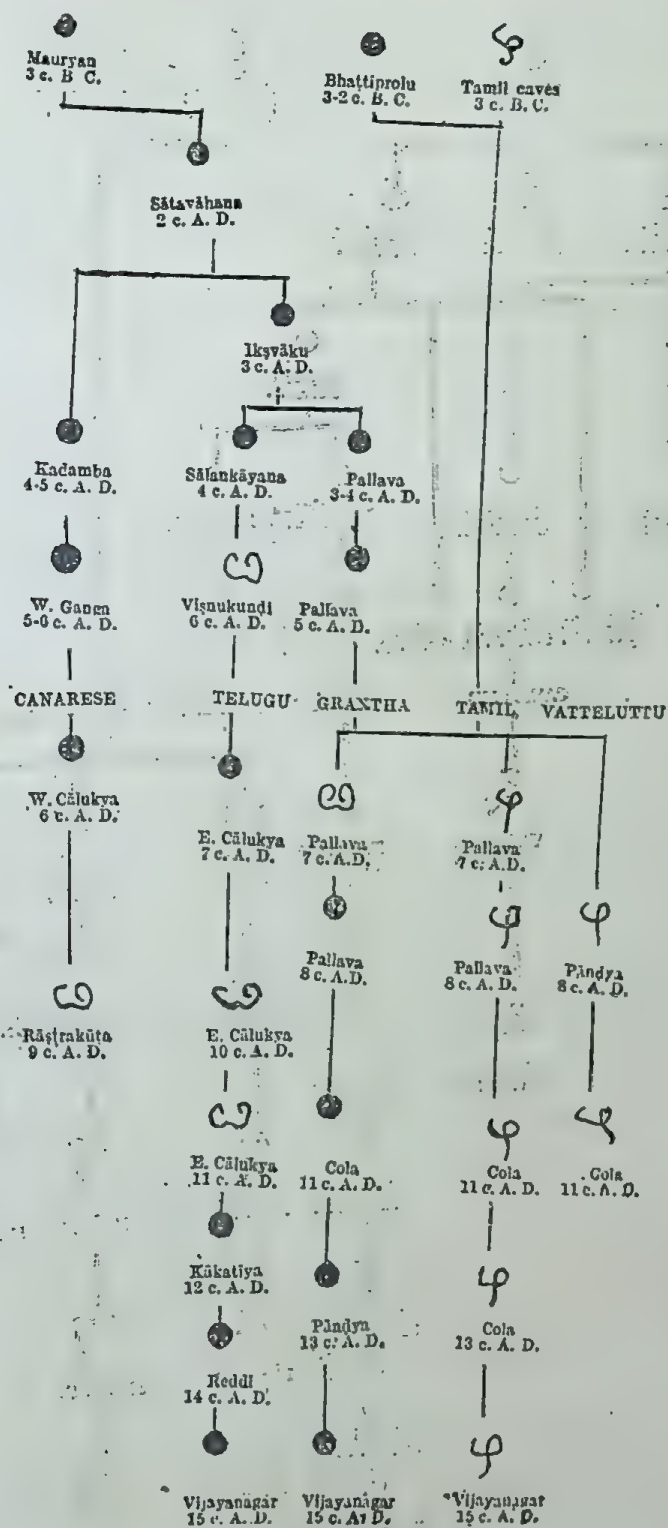 Mauryan
3 c. B C.
Bhaṭṭiprolu
3-2 c. B. C.
Tamil caves
3 c. B. C.
Sātavāhana
2 c. A. D.
Ikṣvāku
3 c. A. D.
Kadamba
4-5 c. A. D.
Sālankāyana
4 c. A. D.
Pallava
3-4 c. A. D.
W. Ganga
5-6 c. A. D.
Viṣnukundi
6 c. A. D.
Pallava
5 c. A. D.
CANARESE TELUGU GRANTHA TAMIL VATTELUTTU
W. Cālukya
6 c. A. D.
E. Cālukya
7 c. A. D.
Pallava
7 c. A. D.
Pallava
7 c. A. D.
Pallava
8 c. A. D.
Pallava
8 c. A. D.
Pāndya
8 c. A. D.
Rāṣṭrakūṭa
9 c. A. D.
E. Cālukya
10 c. A. D.
E. Cālukya
11 c. A. D.
Cola
11 c. A. D.
Cola
11 c. A. D.
Cola
11 c. A. D.
Kākatīya
12 c. A. D.
Pāndya
13 c. A. D.
Cola
13 c. A. D.
Reddi
14 c. A. D.
Vijayanāgar
15 c. A. D.
Vijayanāgar
15 c. A. D.
Vijayanāgar
15 c. A. D.